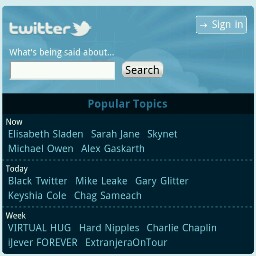 twitter
→ Sign in
What's being said about...
Search
Popular Topics
Now
Elisabeth Sladen Sarah Jane Skynet
Michael Owen Alex Gaskarth
Today
Black Twitter Mike Leake Gary Glitter
Keyshia Cole Chag Sameach
Week
VIRTUAL HUG Hard Nipples Charlie Chaplin
iJever FOREVER ExtranjeraOnTour